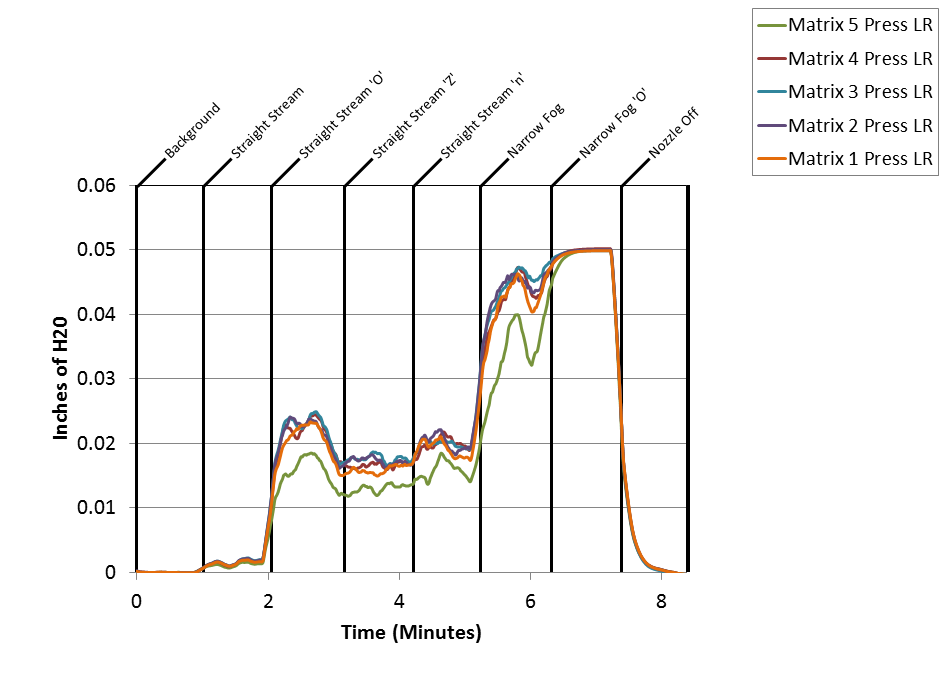 Matrix 5 Press LR
Matrix 4 Press LR
Matrix 3 Press LR
Matrix 2 Press LR
Matrix 1 Press LR
Background
Straight Stream
Straight Stream 'O'
Straight Stream 'Z'
Straight Stream 'n'
Narrow Fog
Narrow Fog 'O'
Nozzle Off
Inches of H20
0.06
0.05
0.04
0.03
0.02
0.01
0
0 2 4 6 8
Time (Minutes)